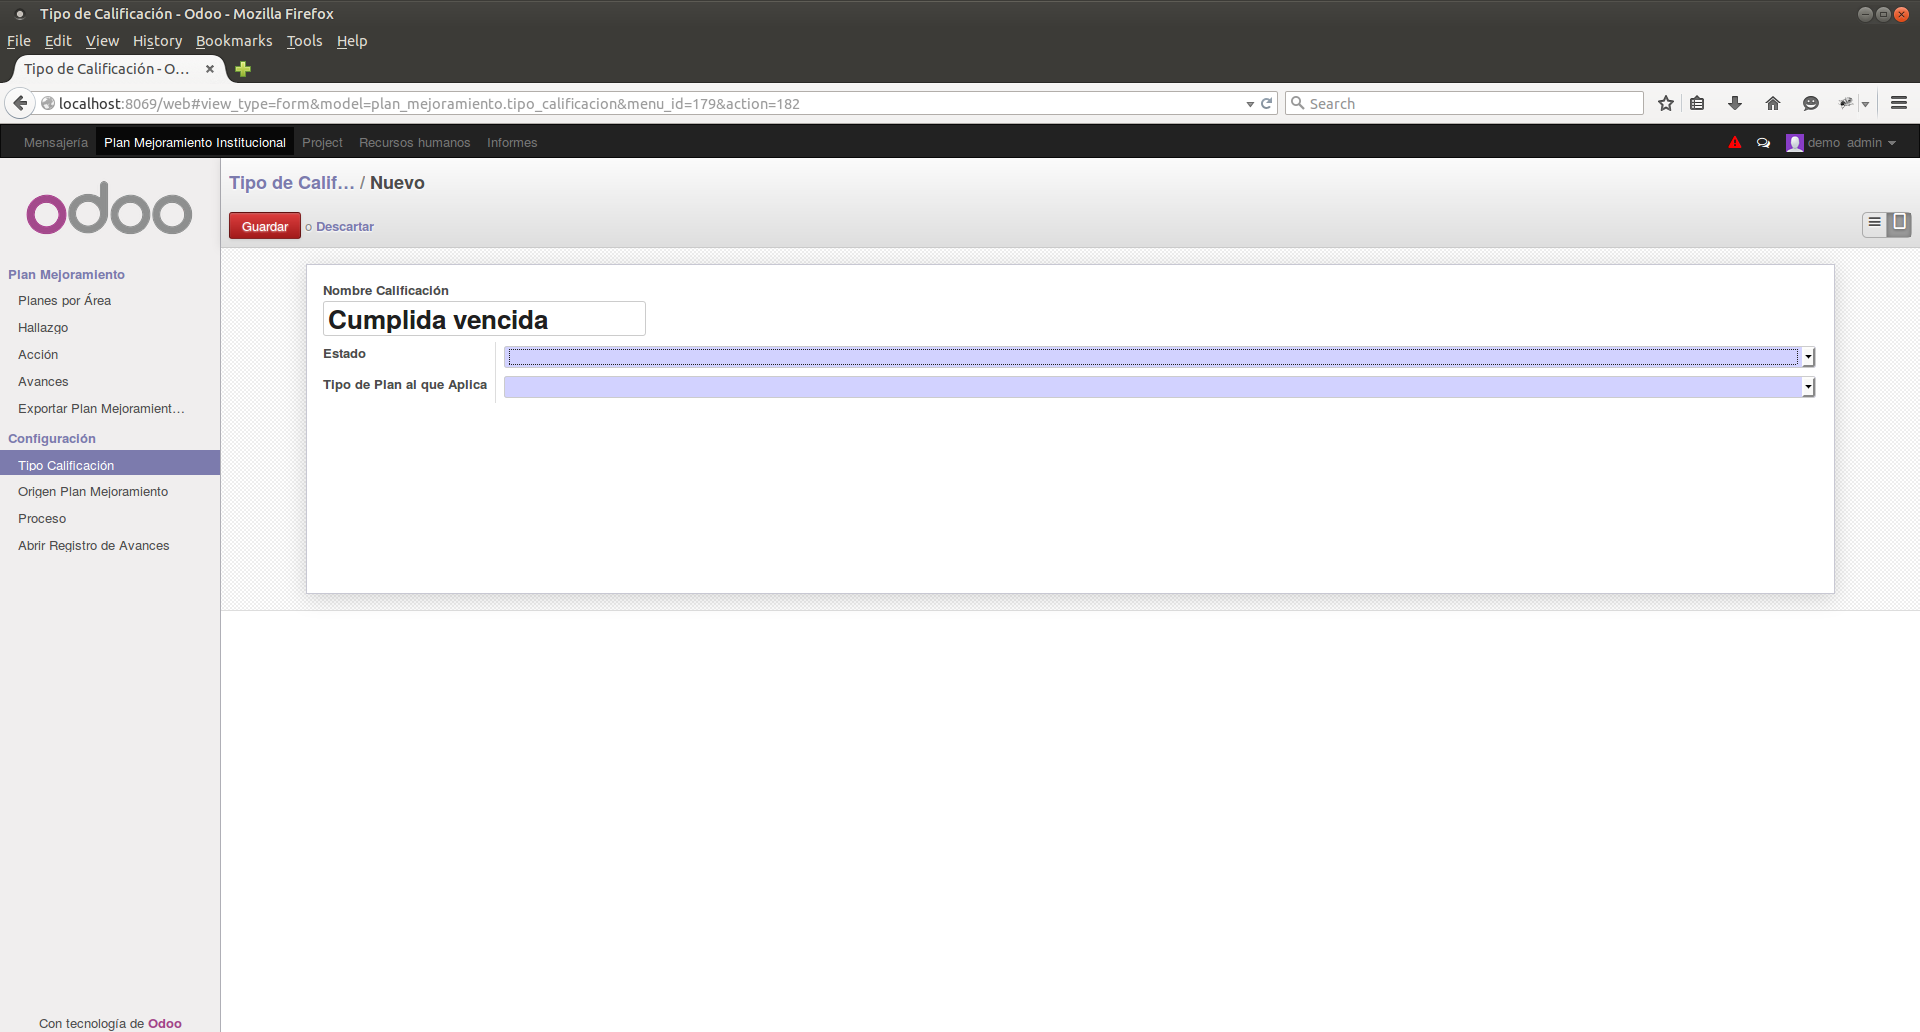 Tipo de Calificación - Odoo - Mozilla Firefox
File Edit View History Bookmarks Tools Help
Tipo de Calificación - O...
localhost:8069/web#view_type=form&model=plan_mejoramiento.tipo_calificacion&menu_id=179&action=182
Search
Mensajería Plan Mejoramiento Institucional Project Recursos humanos Informes
demo admin
odoo
Tipo de Calif... / Nuevo
Guardar o Descartar
Plan Mejoramiento
Planes por Área
Hallazgo
Acción
Avances
Exportar Plan Mejoramient...
Configuración
Tipo Calificación
Origen Plan Mejoramiento
Proceso
Abrir Registro de Avances
Nombre Calificación
Cumplida vencida
Estado
Tipo de Plan al que Aplica
Con tecnología de Odoo